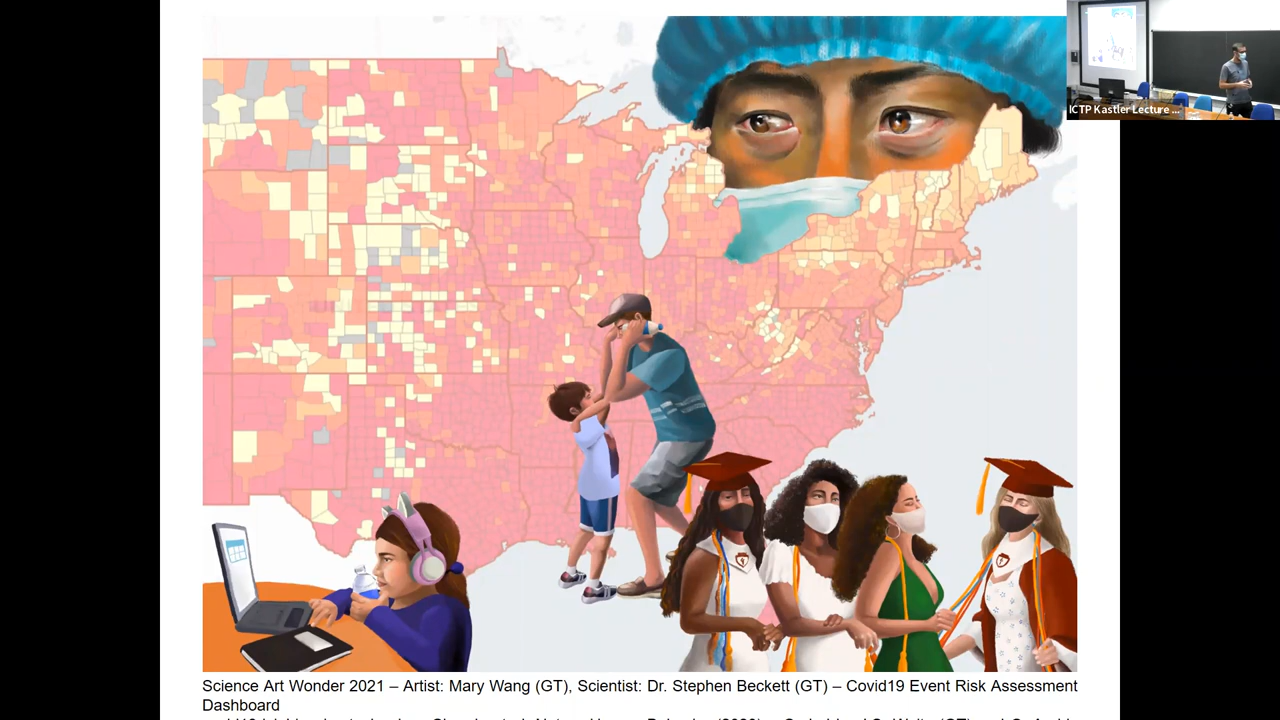 ICTP Kastler Lecture ...
Science Art Wonder 2021 – Artist: Mary Wang (GT), Scientist: Dr. Stephen Beckett (GT) – Covid19 Event Risk Assessment
Dashboard